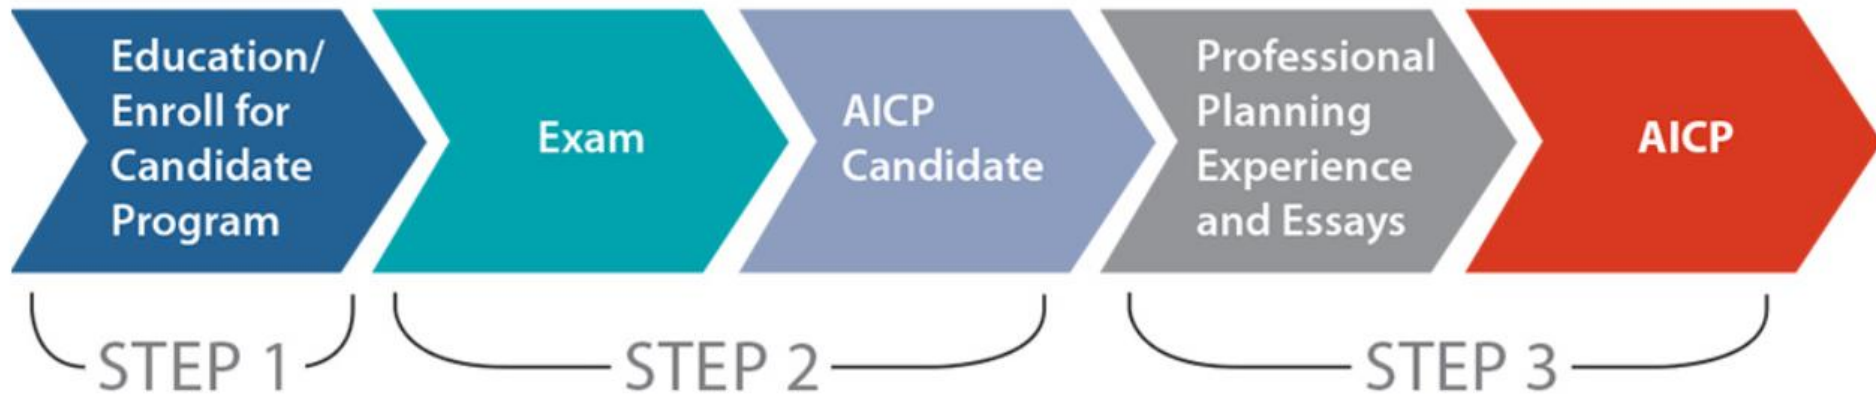 Education/
Enroll for
Candidate
Program
Exam
AICP
Candidate
Professional
Planning
Experience
and Essays
AICP
STEP 1
STEP 2
STEP 3